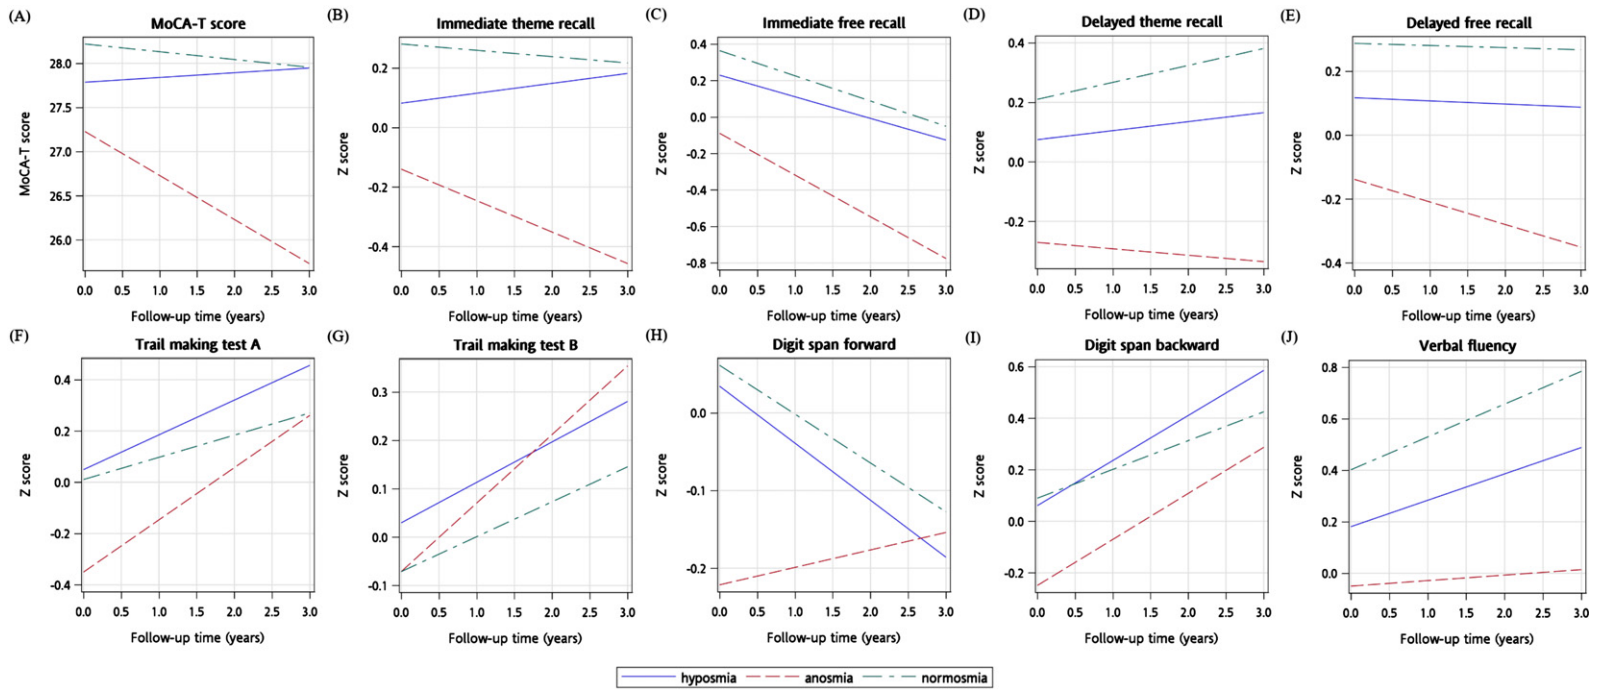 (A) MoCA-T score
MoCA-T score
28.0
27.5
27.0
26.5
26.0
0.0 0.5 1.0 1.5 2.0 2.5 3.0
Follow-up time (years)
(B) Immediate theme recall
Z score
0.2
0.0
-0.2
-0.4
0.0 0.5 1.0 1.5 2.0 2.5 3.0
Follow-up time (years)
(C) Immediate free recall
Z score
0.4
0.2
0.0
-0.2
-0.4
-0.6
-0.8
0.0 0.5 1.0 1.5 2.0 2.5 3.0
Follow-up time (years)
(D) Delayed theme recall
Z score
0.4
0.2
0.0
-0.2
0.0 0.5 1.0 1.5 2.0 2.5 3.0
Follow-up time (years)
(E) Delayed free recall
Z score
0.2
0.0
-0.2
-0.4
0.0 0.5 1.0 1.5 2.0 2.5 3.0
Follow-up time (years)
(F) Trail making test A
Z score
0.4
0.2
0.0
-0.2
-0.4
0.0 0.5 1.0 1.5 2.0 2.5 3.0
Follow-up time (years)
(G) Trail making test B
Z score
0.3
0.2
0.1
0.0
-0.1
0.0 0.5 1.0 1.5 2.0 2.5 3.0
Follow-up time (years)
(H) Digit span forward
Z score
0.0
-0.1
-0.2
0.0 0.5 1.0 1.5 2.0 2.5 3.0
Follow-up time (years)
(I) Digit span backward
Z score
0.6
0.4
0.2
0.0
-0.2
0.0 0.5 1.0 1.5 2.0 2.5 3.0
Follow-up time (years)
(J) Verbal fluency
Z score
0.8
0.6
0.4
0.2
0.0
0.0 0.5 1.0 1.5 2.0 2.5 3.0
Follow-up time (years)
hyposmia anosmia normosmia